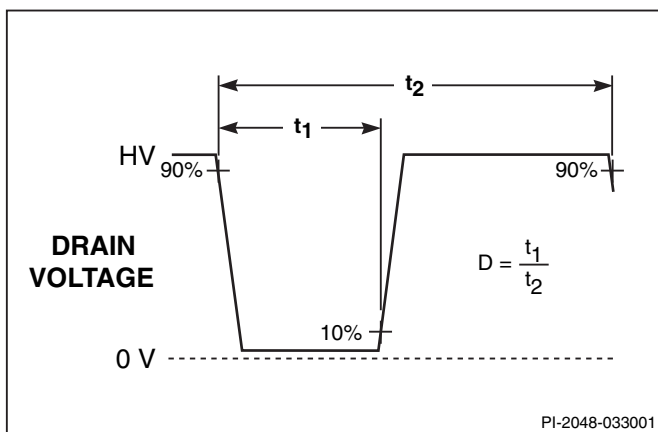 t2
t1
HV
90%
90%
DRAIN
VOLTAGE
D = t1
t2
10%
0 V
PI-2048-033001